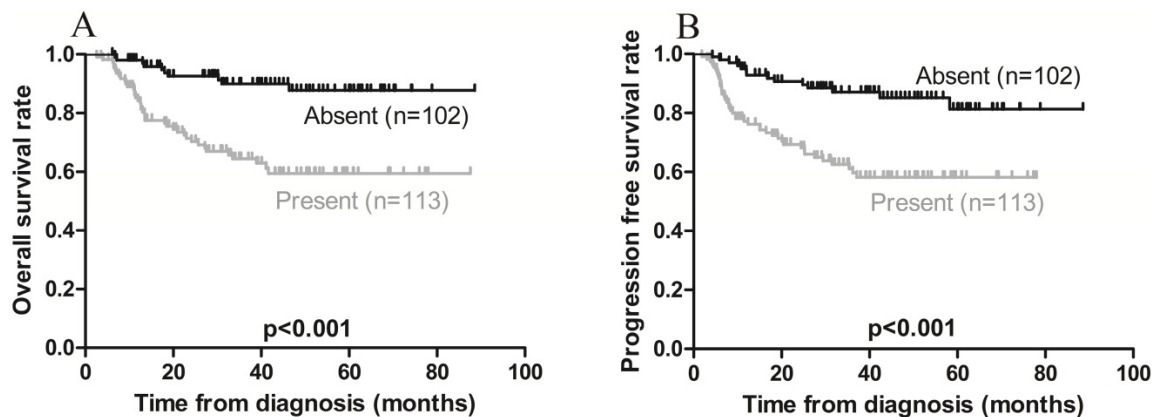 A
Overall survival rate
1.0
0.8
0.6
0.4
0.2
0.0
Absent (n=102)
Present (n=113)
p<0.001
0 20 40 60 80 100
Time from diagnosis (months)
B
Progression free survival rate
1.0
0.8
0.6
0.4
0.2
0.0
Absent (n=102)
Present (n=113)
p<0.001
0 20 40 60 80 100
Time from diagnosis (months)